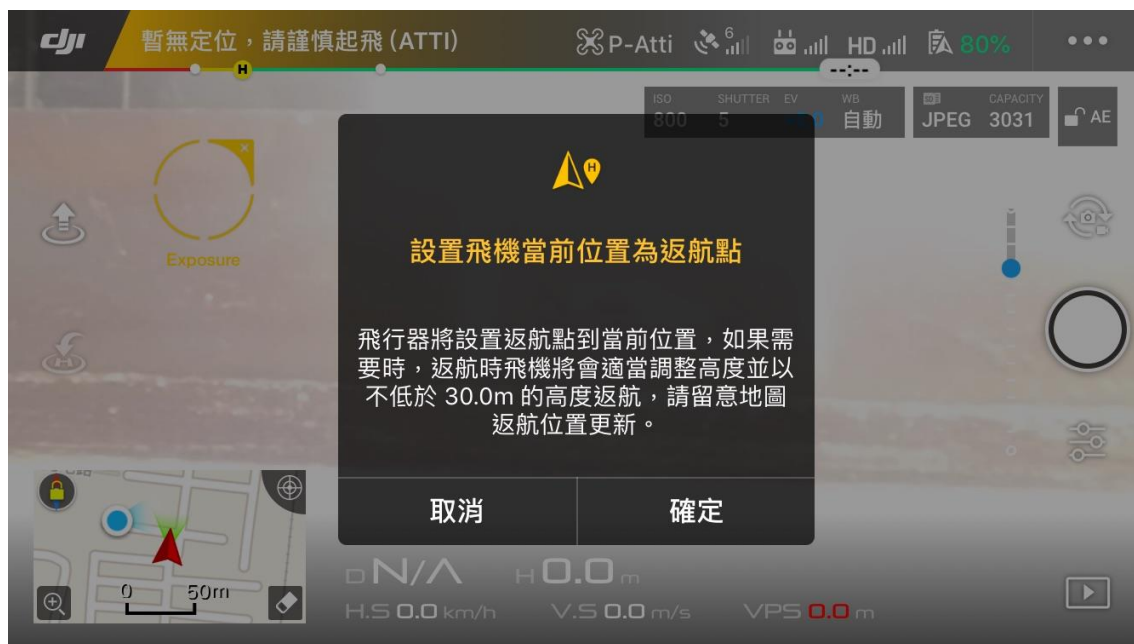 dji
暫無定位，請謹慎起飛 (ATTI)
P-Atti
6
HD
80%
H
--:--
ISO
800
SHUTTER
5
EV
WB
自動
JPEG
CAPACITY
3031
AE
Exposure
H
設置飛機當前位置為返航點
飛行器將設置返航點到當前位置，如果需
要時，返航時飛機將會適當調整高度並以
不低於 30.0m 的高度返航，請留意地圖
返航位置更新。
取消
確定
H
0
50m
D N/A
H 0.0 m
H.S 0.0 km/h
V.S 0.0 m/s
VPS 0.0 m